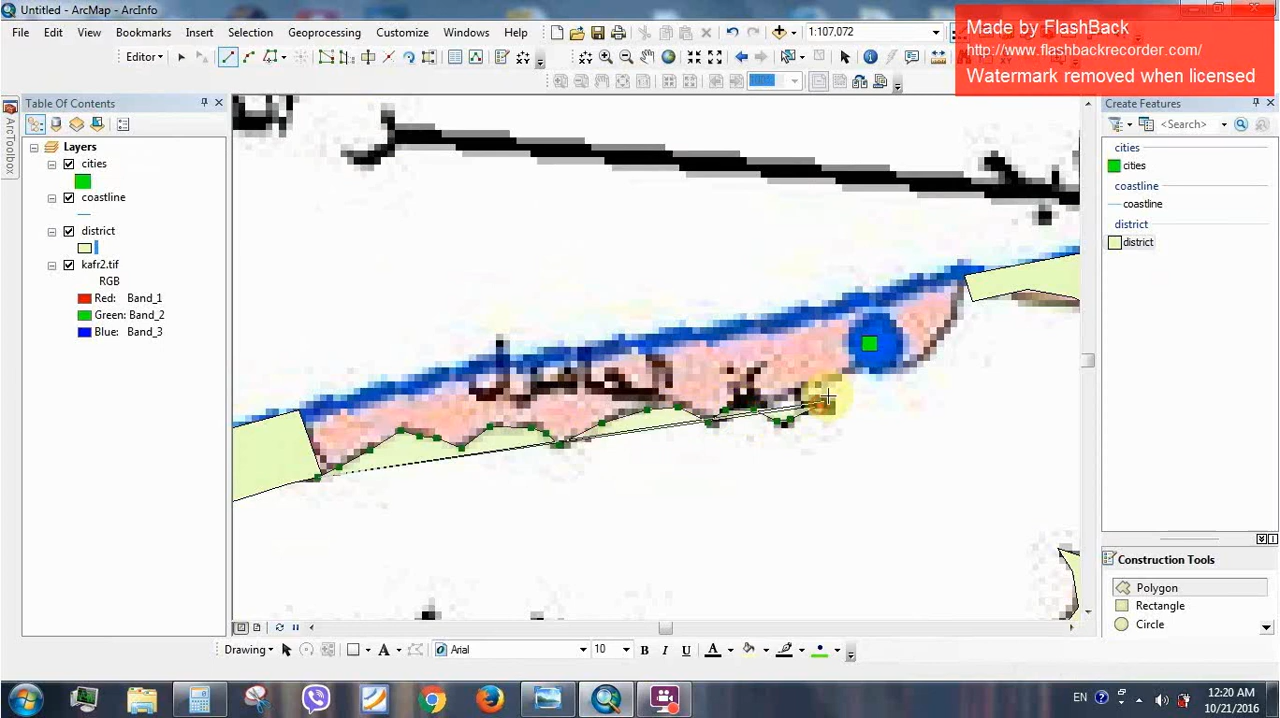 Untitled - ArcMap - ArcInfo
Made by FlashBack
http://www.flashbackrecorder.com/
Watermark removed when licensed
File Edit View Bookmarks Insert Selection Geoprocessing Customize Windows Help
1:107,072
Editor
100%
Table Of Contents
ArcToolbox
Layers
cities
coastline
district
kafr2.tif
RGB
Red: Band_1
Green: Band_2
Blue: Band_3
Create Features
<Search>
cities
cities
coastline
coastline
district
district
Construction Tools
Polygon
Rectangle
Circle
Drawing
A
Arial
10
B I U A
EN
12:20 AM
10/21/2016